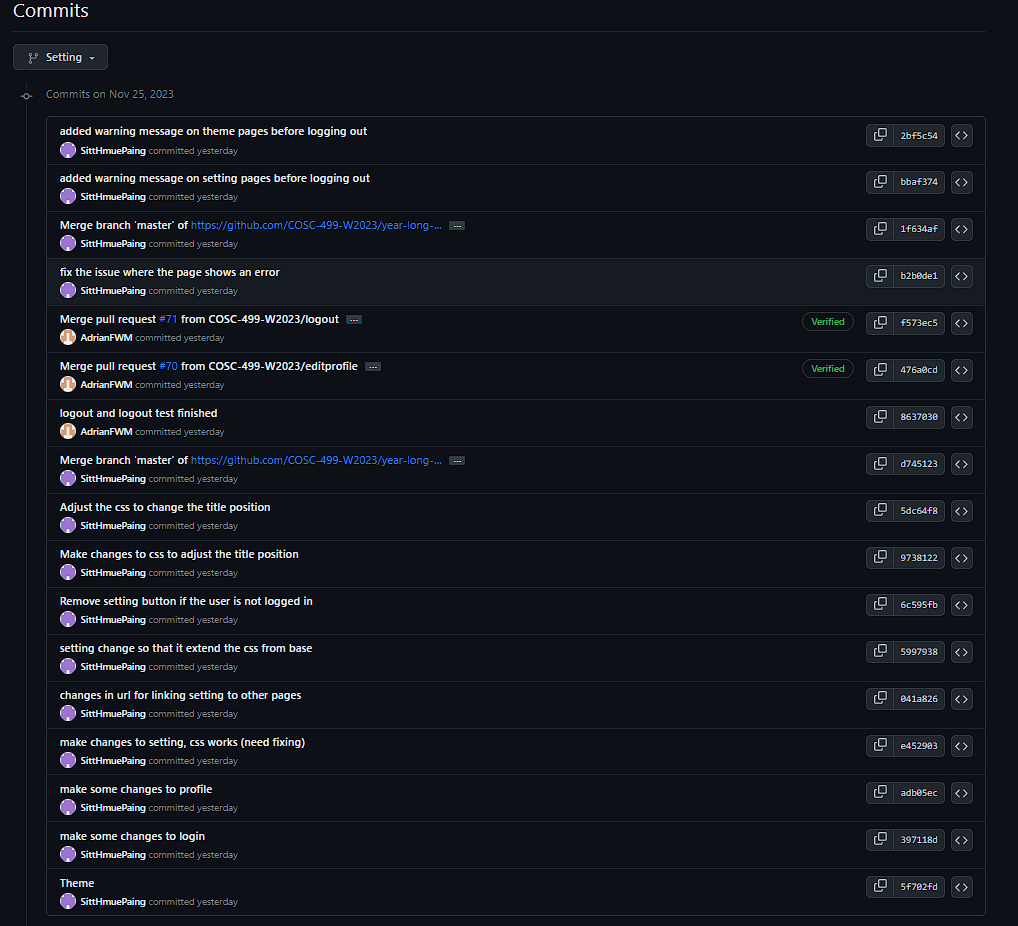 Commits
Setting
Commits on Nov 25, 2023
added warning message on theme pages before logging out
SittHmuePaing committed yesterday
2bf5c54
added warning message on setting pages before logging out
SittHmuePaing committed yesterday
bbaf374
Merge branch 'master' of https://github.com/COSC-499-W2023/year-long-... ...
SittHmuePaing committed yesterday
1f634af
fix the issue where the page shows an error
SittHmuePaing committed yesterday
b2b0de1
Merge pull request #71 from COSC-499-W2023/logout ...
AdrianFWM committed yesterday
Verified
f573ec5
Merge pull request #70 from COSC-499-W2023/editprofile ...
AdrianFWM committed yesterday
Verified
476a0cd
logout and logout test finished
AdrianFWM committed yesterday
8637030
Merge branch 'master' of https://github.com/COSC-499-W2023/year-long-... ...
SittHmuePaing committed yesterday
d745123
Adjust the css to change the title position
SittHmuePaing committed yesterday
5dc64f8
Make changes to css to adjust the title position
SittHmuePaing committed yesterday
9738122
Remove setting button if the user is not logged in
SittHmuePaing committed yesterday
6c595fb
setting change so that it extend the css from base
SittHmuePaing committed yesterday
5997938
changes in url for linking setting to other pages
SittHmuePaing committed yesterday
041a826
make changes to setting, css works (need fixing)
SittHmuePaing committed yesterday
e452903
make some changes to profile
SittHmuePaing committed yesterday
adb05ec
make some changes to login
SittHmuePaing committed yesterday
397118d
Theme
SittHmuePaing committed yesterday
5f702fd